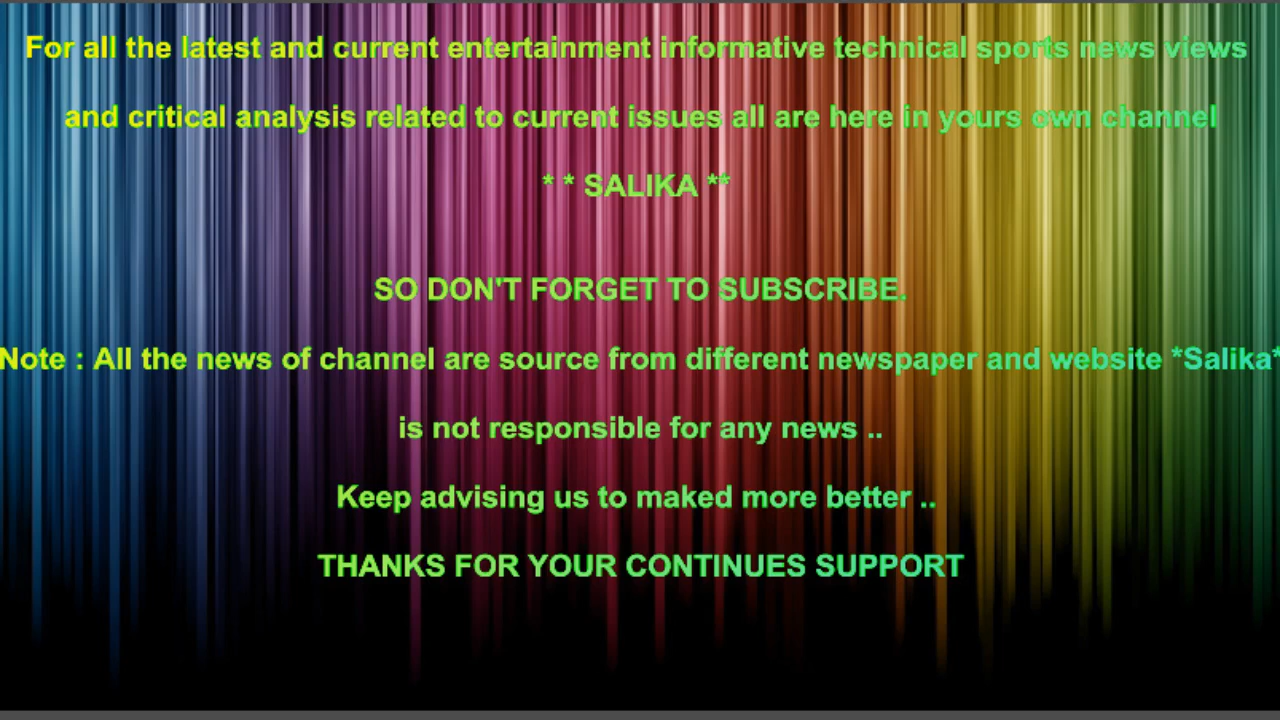 For all the latest and current entertainment informative technical sports news views
and critical analysis related to current issues all are here in yours own channel
* * SALIKA **
SO DON'T FORGET TO SUBSCRIBE.
Note : All the news of channel are source from different newspaper and website *Salika*
is not responsible for any news ..
Keep advising us to maked more better ..
THANKS FOR YOUR CONTINUES SUPPORT